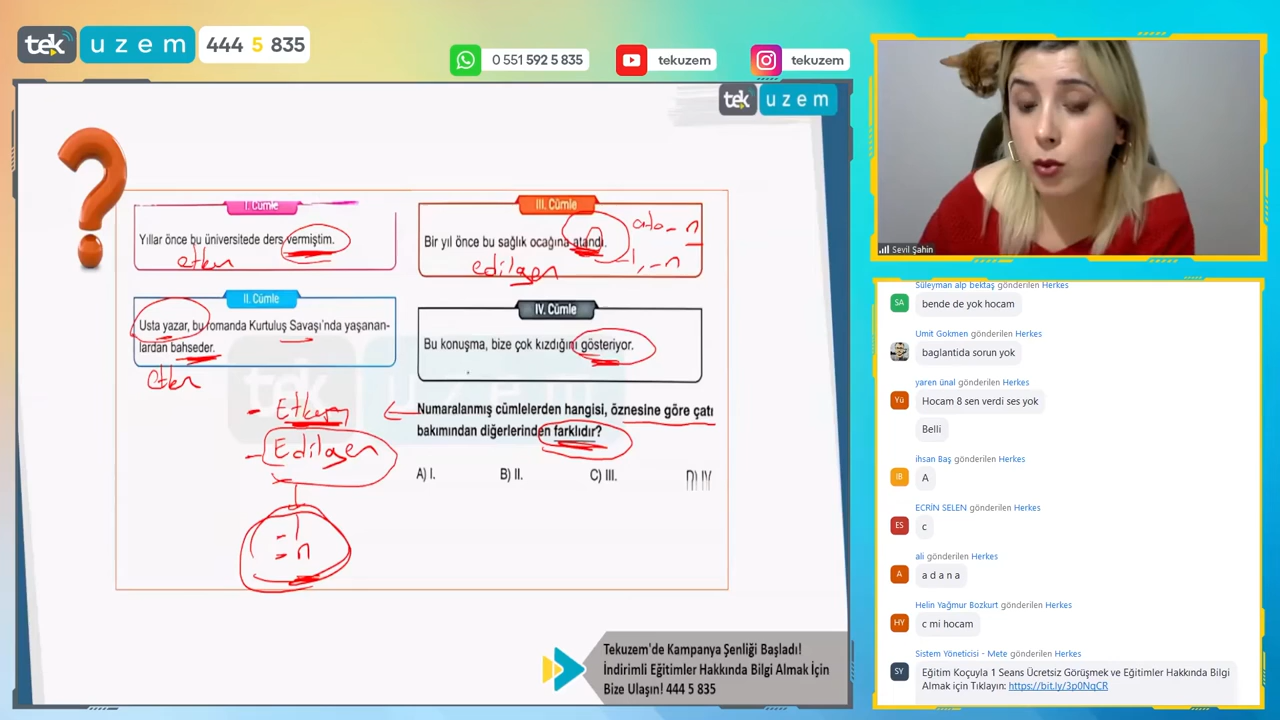 tek uzem 444 5 835
0 551 592 5 835
tekuzem
tekuzem
tek uzem
I. Cümle
Yıllar önce bu üniversitede ders vermiştim.
etken
II. Cümle
Usta yazar, bu romanda Kurtuluş Savaşı'nda yaşanan-
lardan bahseder.
etken
III. Cümle
Bir yıl önce bu sağlık ocağına atandı.
ata - n
-l, -n
edilgen
IV. Cümle
Bu konuşma, bize çok kızdığını gösteriyor.
Numaralanmış cümlelerden hangisi, öznesine göre çatı
bakımından diğerlerinden farklıdır?
A) I.
B) II.
C) III.
D) IV
- Etken
- Edilgen
- l
- n
tek uzem
Tekuzem'de Kampanya Şenliği Başladı!
İndirimli Eğitimler Hakkında Bilgi Almak İçin
Bize Ulaşın! 444 5 835
Sevil Şahin
Süleyman alp bektaş gönderilen Herkes
SA
bende de yok hocam
Umit Gokmen gönderilen Herkes
baglantida sorun yok
yaren ünal gönderilen Herkes
Yü
Hocam 8 sen verdi ses yok
Belli
ihsan Baş gönderilen Herkes
İB
A
ECRİN SELEN gönderilen Herkes
ES
c
ali gönderilen Herkes
A
a d a n a
Helin Yağmur Bozkurt gönderilen Herkes
HY
c mi hocam
Sistem Yöneticisi - Mete gönderilen Herkes
SY
Eğitim Koçuyla 1 Seans Ücretsiz Görüşmek ve Eğitimler Hakkında Bilgi
Almak için Tıklayın: https://bit.ly/3p0NqCR